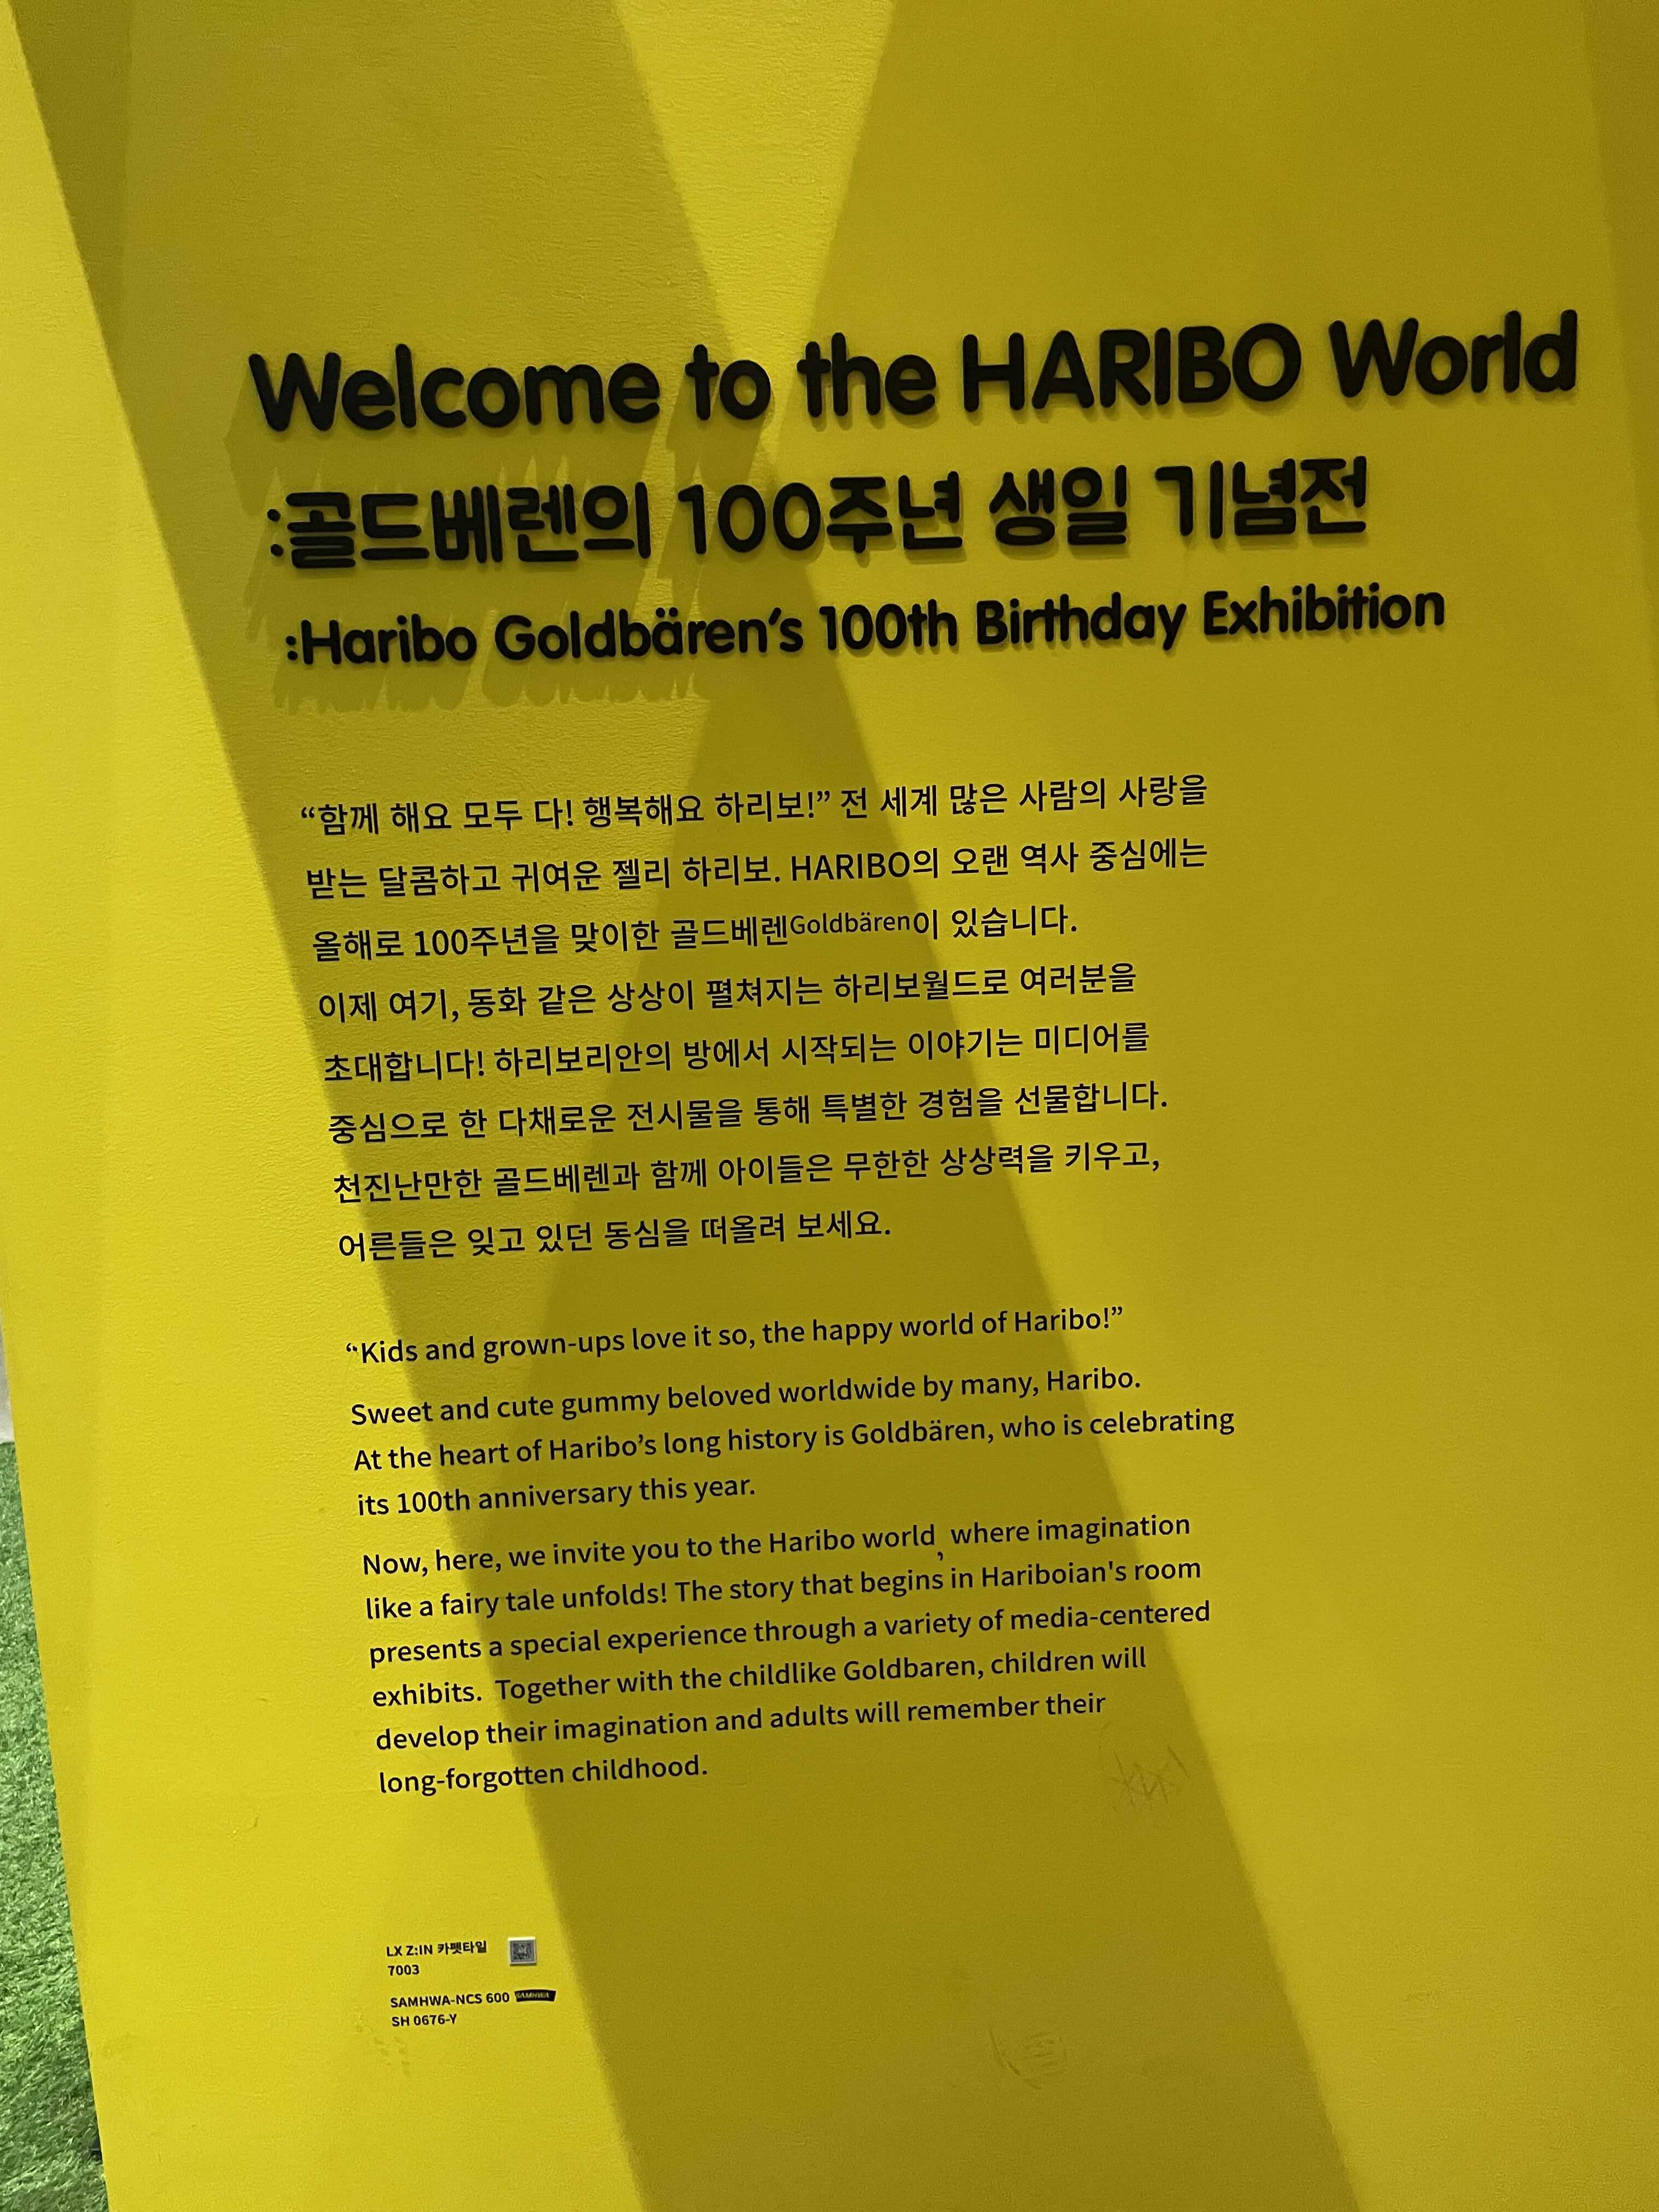 Welcome to the HARIBO World
:골드베렌의 100주년 생일 기념전
:Haribo Goldbären's 100th Birthday Exhibition
“함께 해요 모두 다! 행복해요 하리보!” 전 세계 많은 사람의 사랑을
받는 달콤하고 귀여운 젤리 하리보. HARIBO의 오랜 역사 중심에는
올해로 100주년을 맞이한 골드베렌Goldbären이 있습니다.
이제 여기, 동화 같은 상상이 펼쳐지는 하리보월드로 여러분을
초대합니다! 하리보리안의 방에서 시작되는 이야기는 미디어를
중심으로 한 다채로운 전시물을 통해 특별한 경험을 선물합니다.
천진난만한 골드베렌과 함께 아이들은 무한한 상상력을 키우고,
어른들은 잊고 있던 동심을 떠올려 보세요.
“Kids and grown-ups love it so, the happy world of Haribo!”
Sweet and cute gummy beloved worldwide by many, Haribo.
At the heart of Haribo’s long history is Goldbären, who is celebrating
its 100th anniversary this year.
Now, here, we invite you to the Haribo world, where imagination
like a fairy tale unfolds! The story that begins in Hariboian's room
presents a special experience through a variety of media-centered
exhibits. Together with the childlike Goldbaren, children will
develop their imagination and adults will remember their
long-forgotten childhood.
LX Z:IN 카펫타일
7003
SAMHWA-NCS 600 SAMHWA
SH 0676-Y